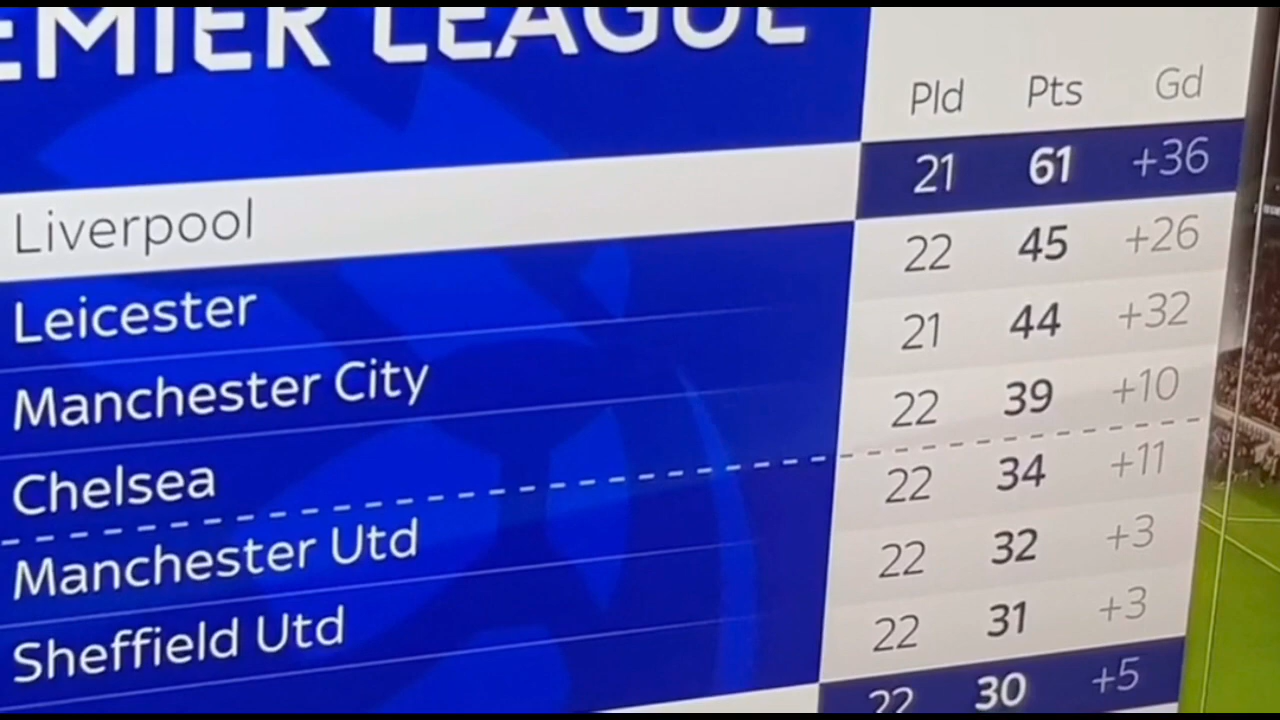 EMIER LEAGUE
Pld Pts Gd
Liverpool 21 61 +36
Leicester 22 45 +26
Manchester City 21 44 +32
Chelsea 22 39 +10
Manchester Utd 22 34 +11
Sheffield Utd 22 32 +3
22 31 +3
22 30 +5